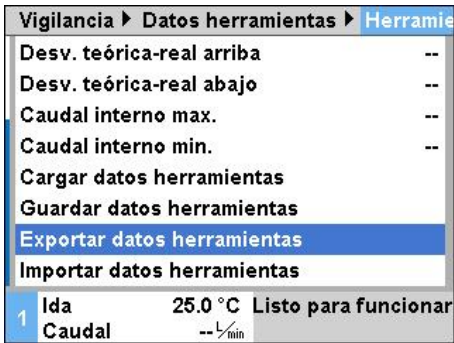 Vigilancia ▶ Datos herramientas ▶ Herramie
Desv. teórica-real arriba --
Desv. teórica-real abajo --
Caudal interno max. --
Caudal interno min. --
Cargar datos herramientas
Guardar datos herramientas
Exportar datos herramientas
Importar datos herramientas
1 Ida 25.0 °C Listo para funcionar
Caudal -- L/min